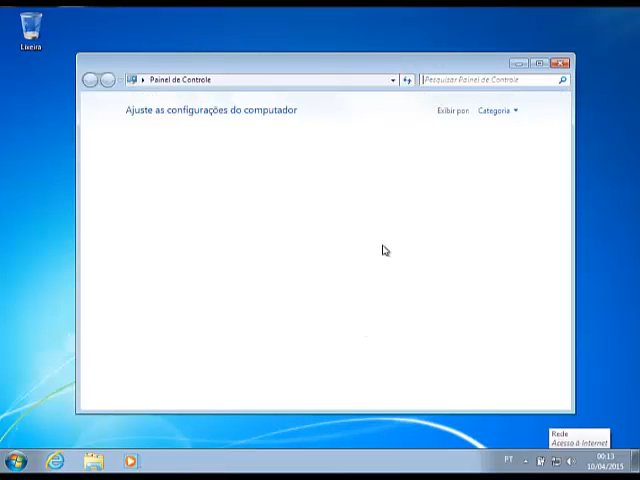 Lixeira
Painel de Controle
Pesquisar Painel de Controle
Ajuste as configurações do computador
Exibir por: Categoria
Rede
Acesso à Internet
PT
00:13
10/04/2015